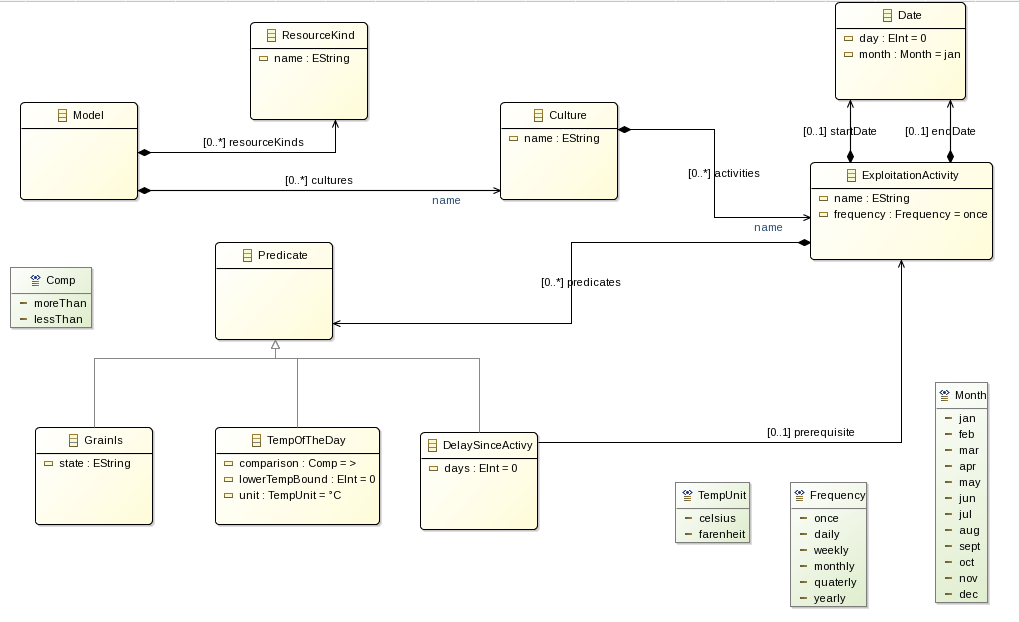 Date
day : EInt = 0
month : Month = jan
ResourceKind
name : EString
Model
Culture
name : EString
[0..*] resourceKinds
[0..*] cultures
name
[0..1] startDate
[0..1] endDate
[0..*] activities
name
ExploitationActivity
name : EString
frequency : Frequency = once
Predicate
[0..*] predicates
Comp
moreThan
lessThan
GrainIs
state : EString
TempOfTheDay
comparison : Comp = >
lowerTempBound : EInt = 0
unit : TempUnit = °C
DelaySinceActivy
days : EInt = 0
[0..1] prerequisite
TempUnit
celsius
farenheit
Frequency
once
daily
weekly
monthly
quaterly
yearly
Month
jan
feb
mar
apr
may
jun
jul
aug
sept
oct
nov
dec